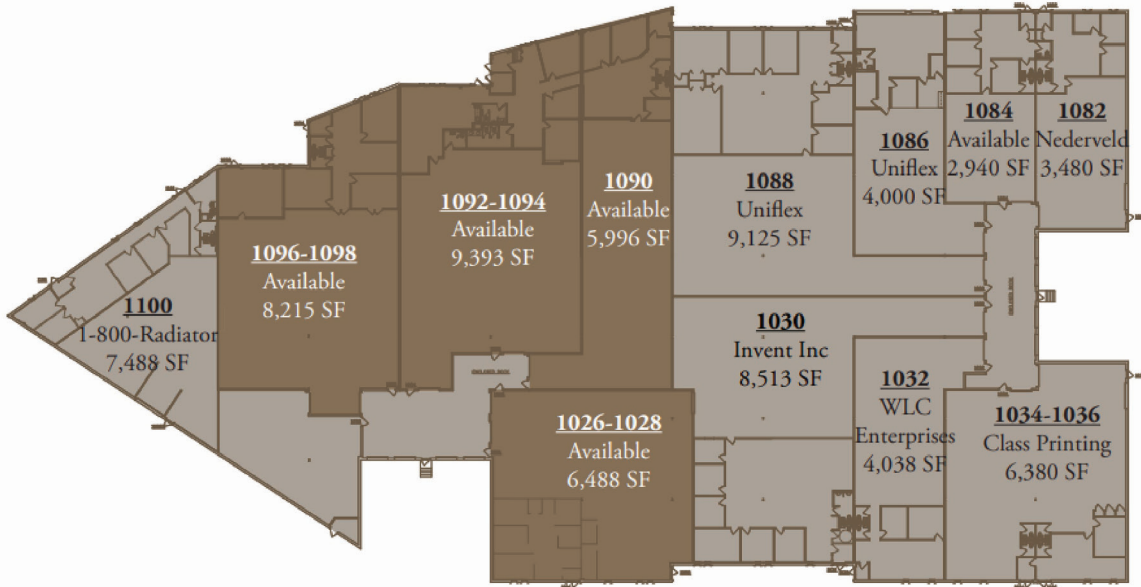 1100
1-800-Radiator
7,488 SF
1096-1098
Available
8,215 SF
1092-1094
Available
9,393 SF
1090
Available
5,996 SF
1088
Uniflex
9,125 SF
1086
Uniflex
4,000 SF
1084
Available
2,940 SF
1082
Nederveld
3,480 SF
1026-1028
Available
6,488 SF
1030
Invent Inc
8,513 SF
1032
WLC
Enterprises
4,038 SF
1034-1036
Class Printing
6,380 SF